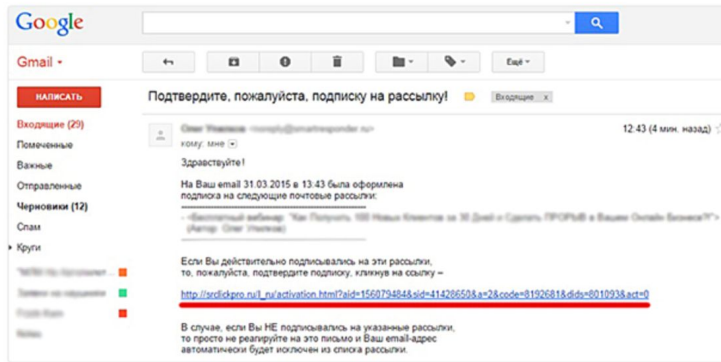 Google
Gmail
Ещё
НАПИСАТЬ
Подтвердите, пожалуйста, подписку на рассылку!
Входящие x
Входящие (29)
Помеченные
Важные
Отправленные
Черновики (12)
Спам
Круги
12:43 (4 мин. назад)
кому: мне
Здравствуйте!
На Ваш email 31.03.2015 в 13:43 была оформлена
подписка на следующие почтовые рассылки:
Если Вы действительно подписывались на эти рассылки,
то, пожалуйста, подтвердите подписку, кликнув на ссылку –
http://srclickpro.ru/l_ru/activation.html?aid=156079484&sid=41428650&a=2&code=8192681&dids=801093&act=0
В случае, если Вы НЕ подписывались на указанные рассылки,
то просто не реагируйте на это письмо и Ваш email-адрес
автоматически будет исключен из списка рассылки.